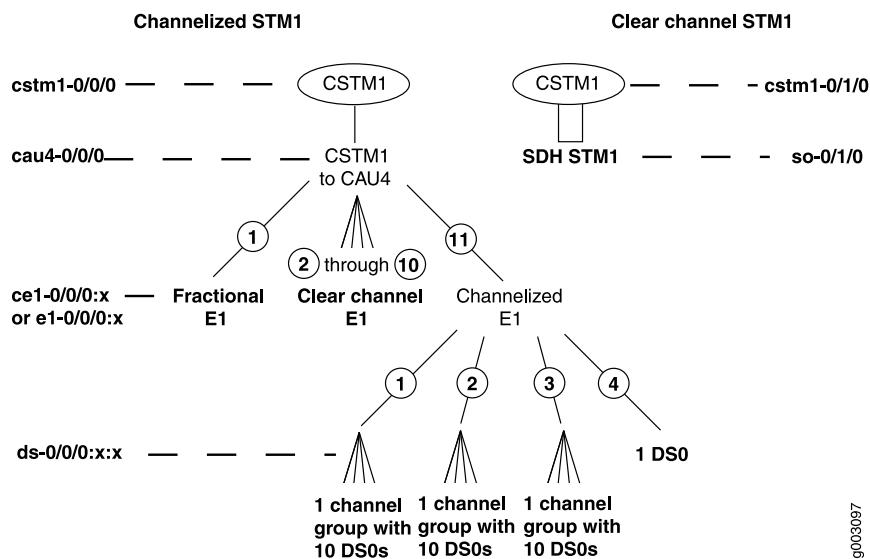 Channelized STM1
Clear channel STM1
cstm1-0/0/0
CSTM1
CSTM1
cstm1-0/1/0
cau4-0/0/0
CSTM1
to CAU4
SDH STM1
so-0/1/0
1
11
2 through 10
ce1-0/0/0:x
or e1-0/0/0:x
Fractional
E1
Clear channel
E1
Channelized
E1
1
2
3
4
ds-0/0/0:x:x
1 DS0
1 channel
group with
10 DS0s
1 channel
group with
10 DS0s
1 channel
group with
10 DS0s
g003097